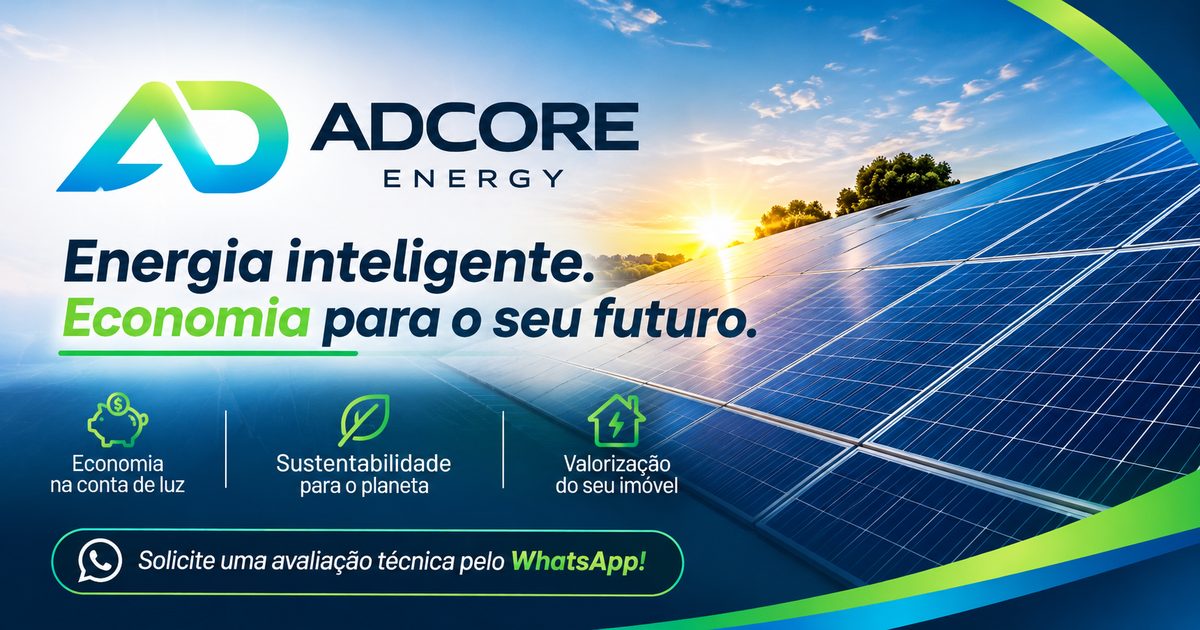 AD ADCORE
ENERGY
Energia inteligente.
Economia para o seu futuro.
Economia
na conta de luz
Sustentabilidade
para o planeta
Valorização
do seu imóvel
Solicite uma avaliação técnica pelo WhatsApp!